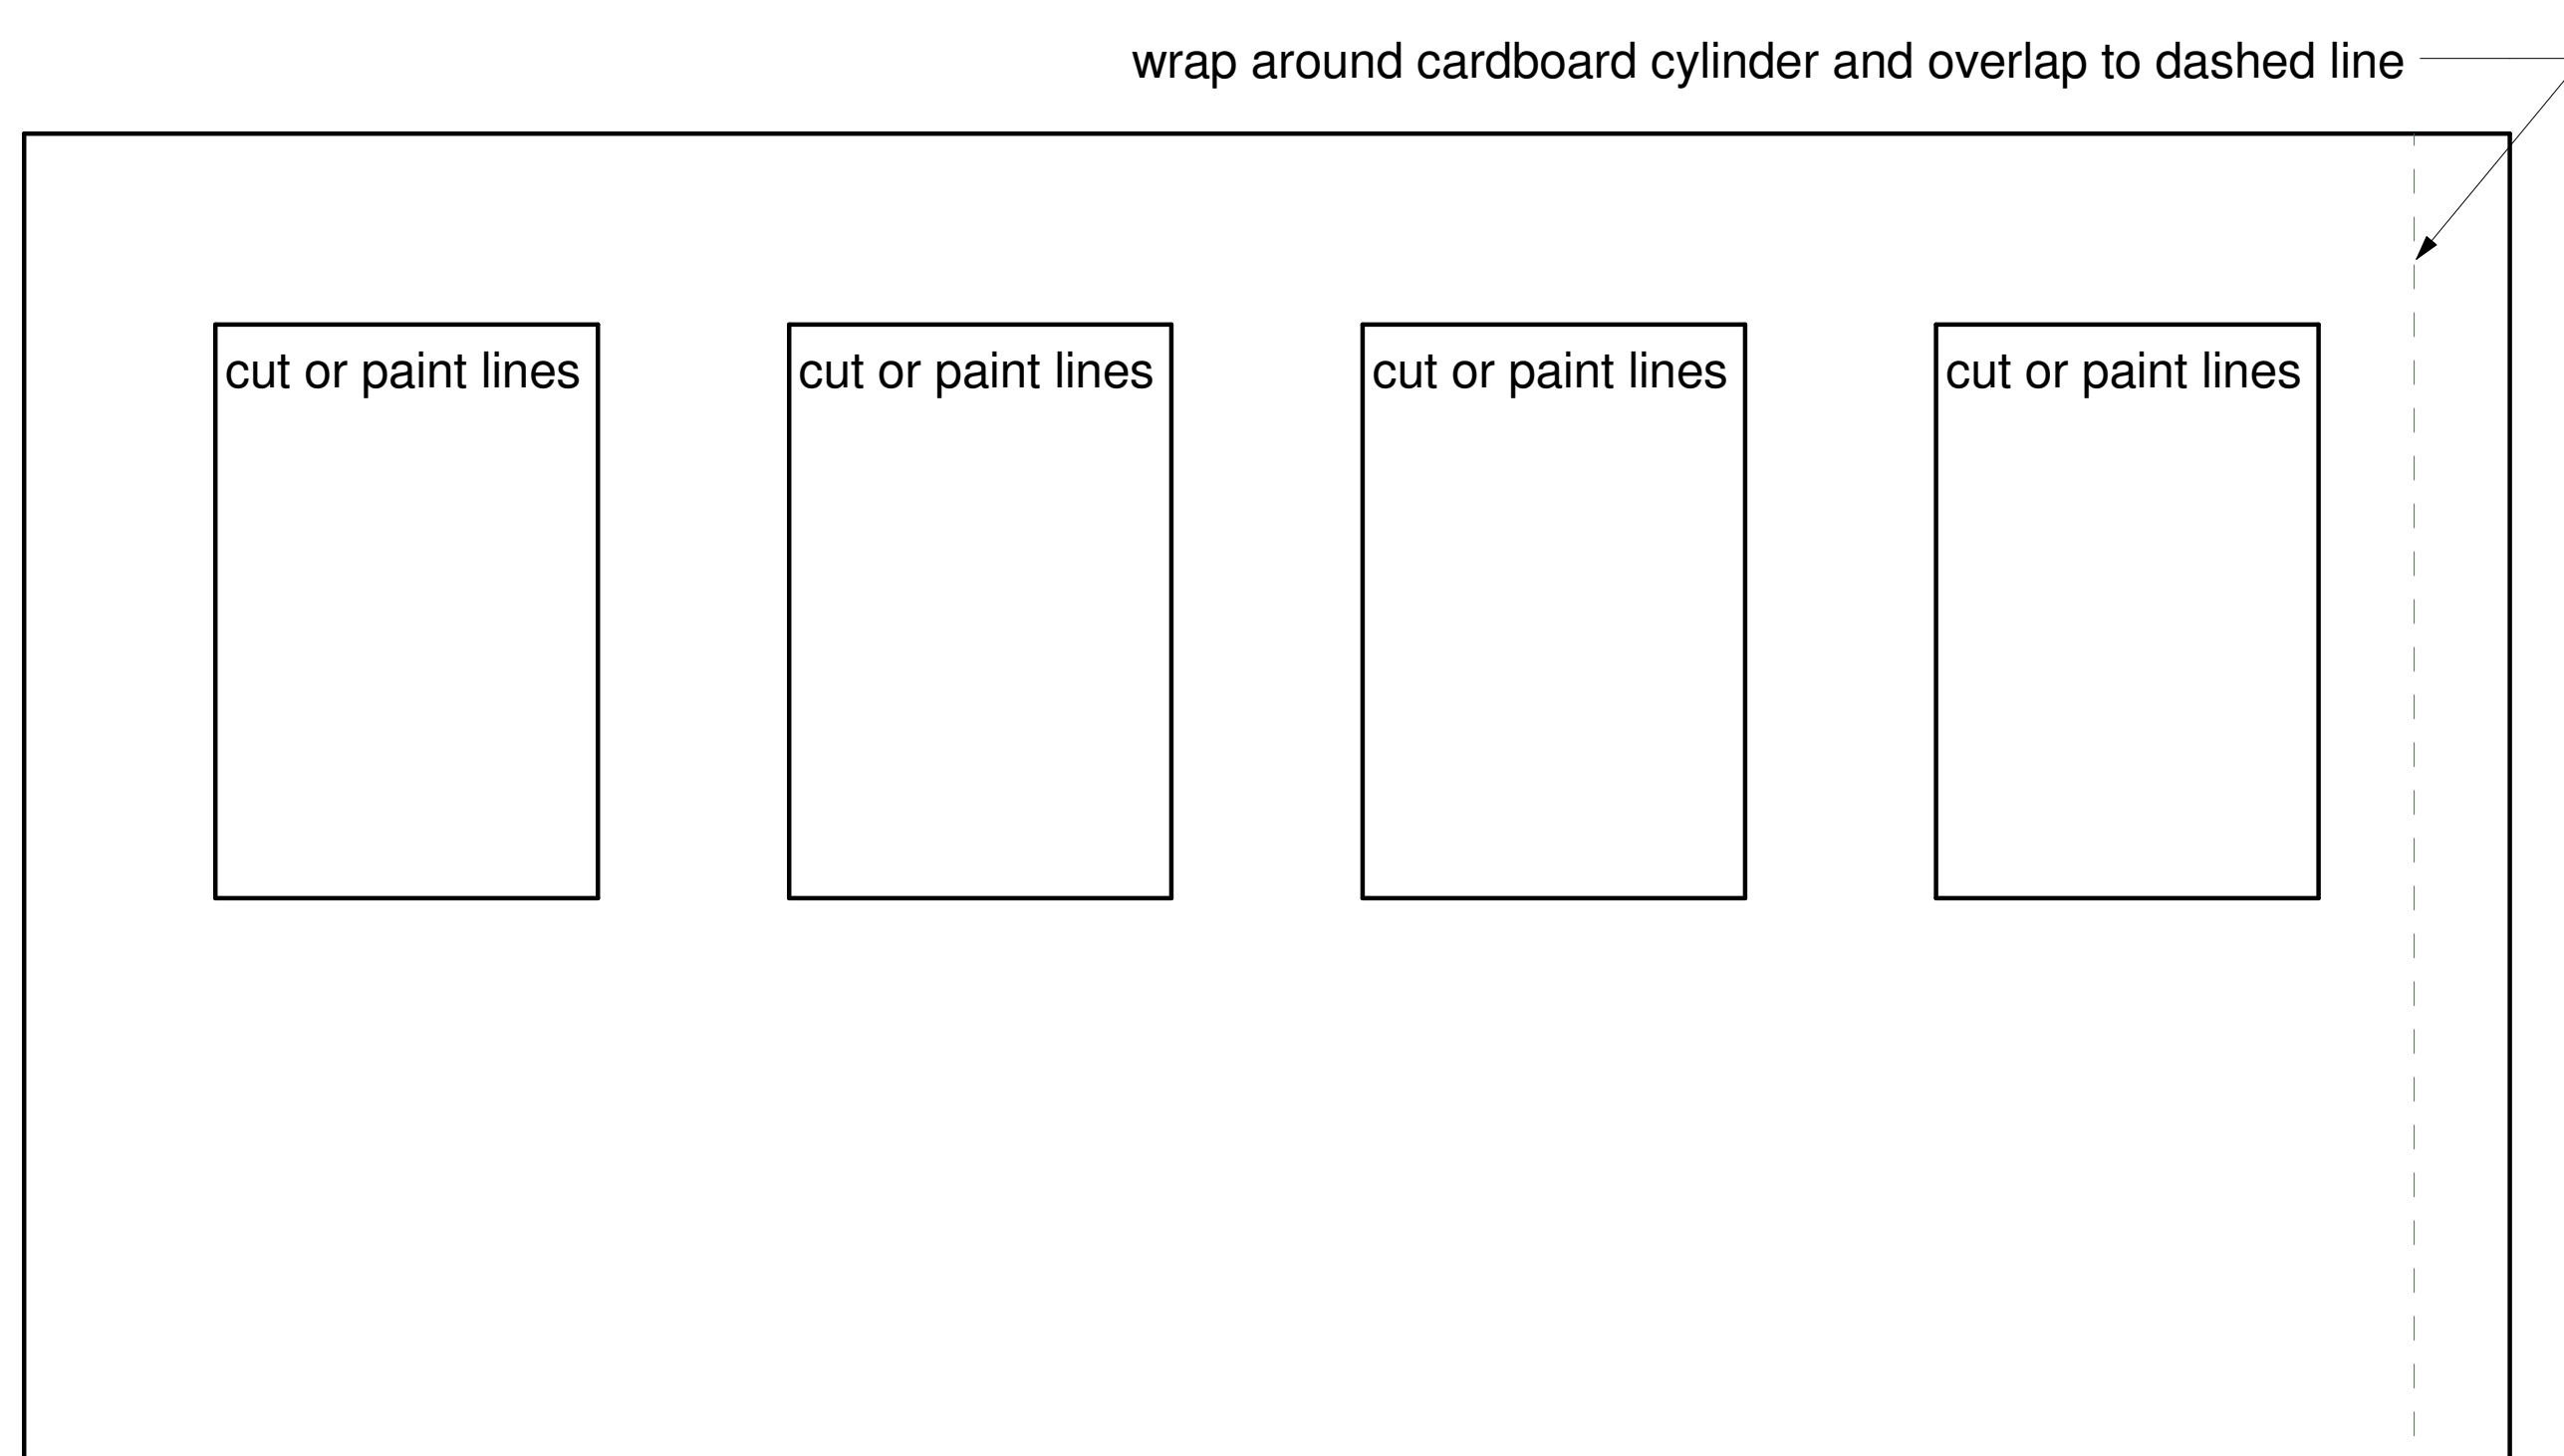 wrap around cardboard cylinder and overlap to dashed line
cut or paint lines
cut or paint lines
cut or paint lines
cut or paint lines